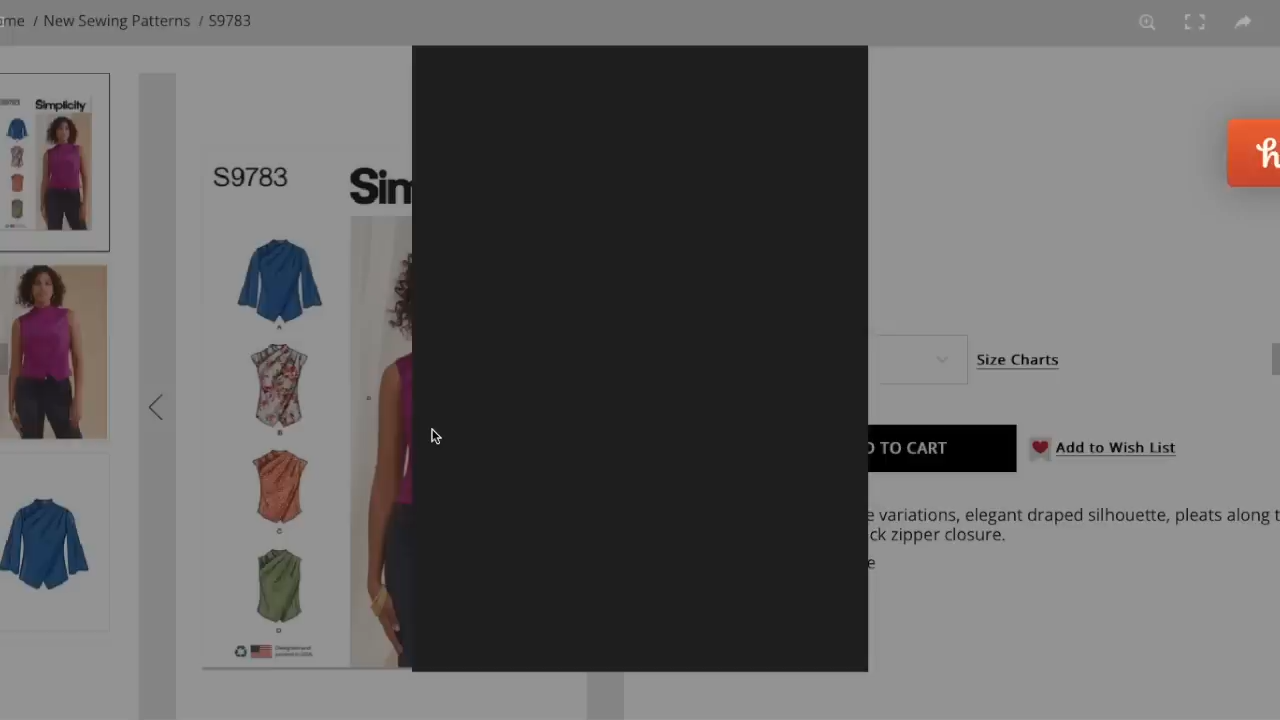 ome / New Sewing Patterns / S9783
Simplicity
S9783
Sim
A
B
C
D
Size Charts
D TO CART
Add to Wish List
e variations, elegant draped silhouette, pleats along t
ck zipper closure.
e